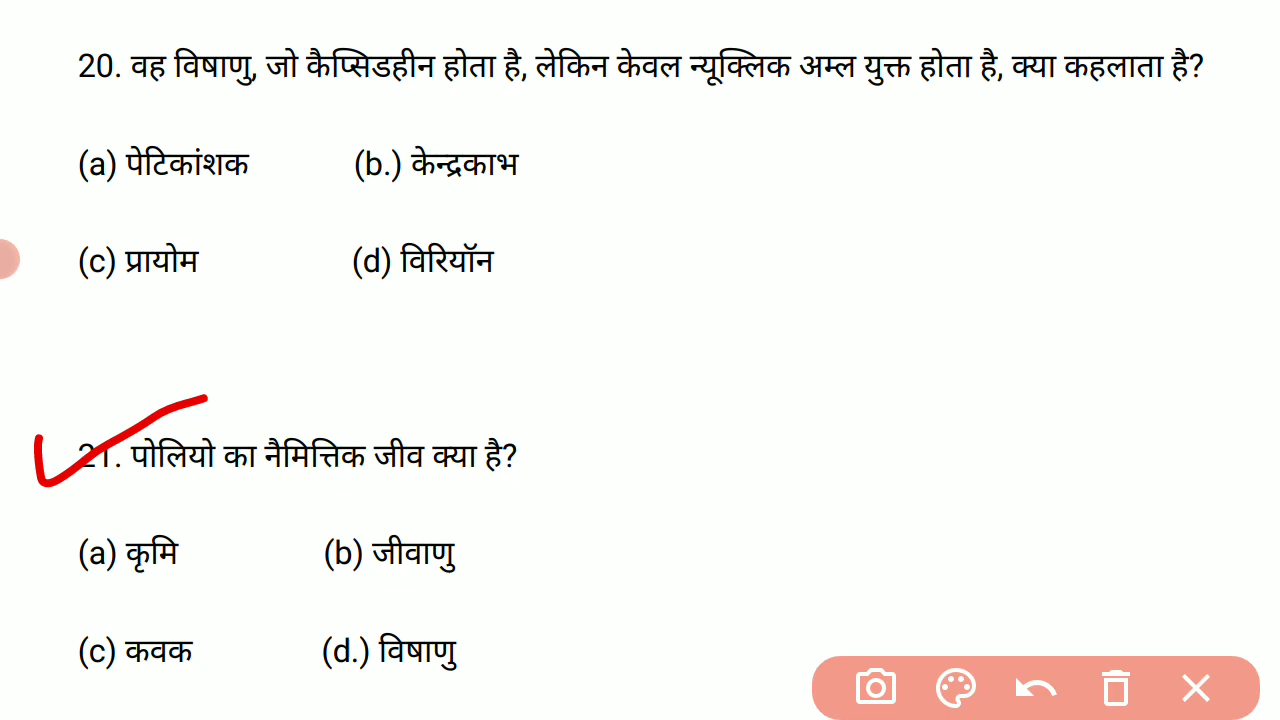 20. वह विषाणु, जो कैप्सिडहीन होता है, लेकिन केवल न्यूक्लिक अम्ल युक्त होता है, क्या कहलाता है?
(a) पेटिकांशक (b.) केन्द्रकाभ
(c) प्रायोम (d) विरियॉन
21. पोलियो का नैमित्तिक जीव क्या है?
(a) कृमि (b) जीवाणु
(c) कवक (d.) विषाणु